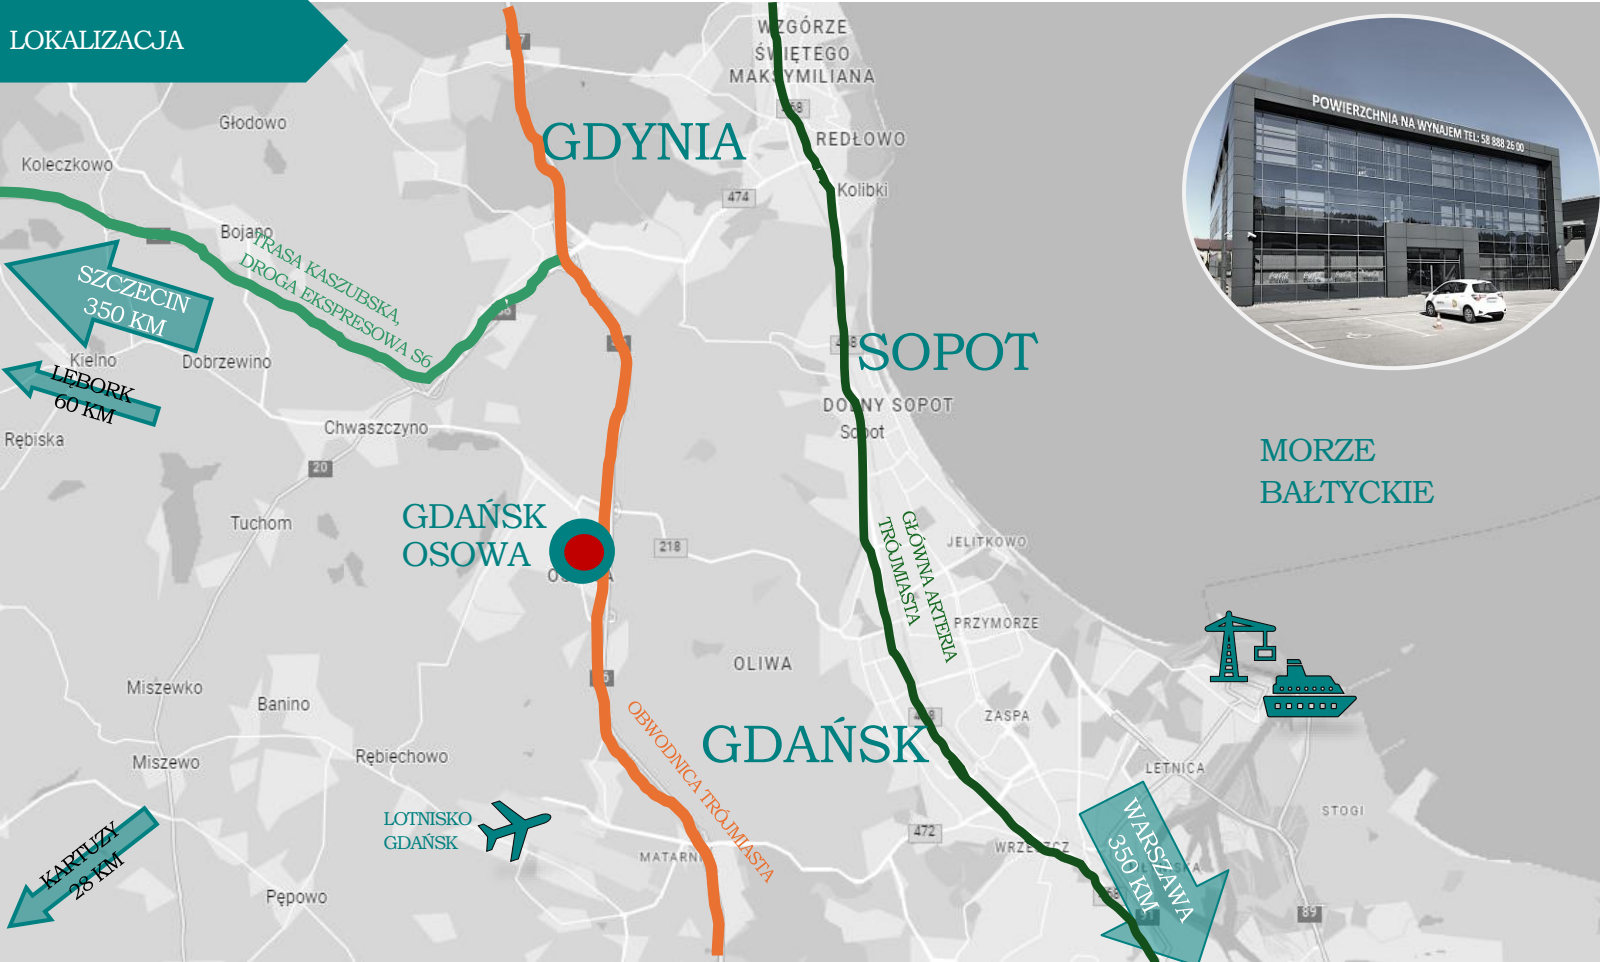 LOKALIZACJA
WZGÓRZE
ŚWIĘTEGO
MAKSYMILIANA
POWIERZCHNIA NA WYNAJEM TEL: 58 888 26 00
Głodowo
GDYNIA
REDŁOWO
Koleczkowo
474
Kolibki
Bojano
TRASA KASZUBSKA,
DROGA EKSPRESOWA S6
SZCZECIN
350 KM
Kielno
Dobrzewino
SOPOT
LĘBORK
60 KM
DOLNY SOPOT
Sopot
Rębiska
Chwaszczyno
20
MORZE
BAŁTYCKIE
GDAŃSK
OSOWA
Tuchom
218
GŁÓWNA ARTERIA
TRÓJMIASTA
JELITKOWO
PRZYMORZE
OLIWA
Miszewko
Banino
OBWODNICA TRÓJMIASTA
ZASPA
GDAŃSK
Rębiechowo
Miszewo
LETNICA
STOGI
LOTNISKO
GDAŃSK
472
WRZESZCZ
MATARNI
WARSZAWA
350 KM
KARTUZY
28 KM
Pępowo
89